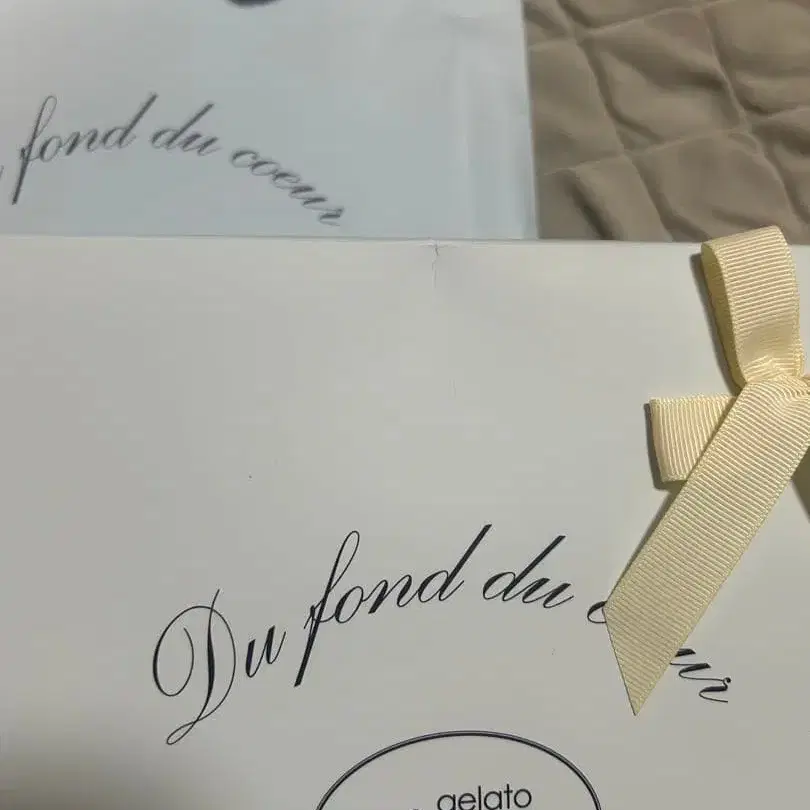 fond du coeur
Du fond du
gelato